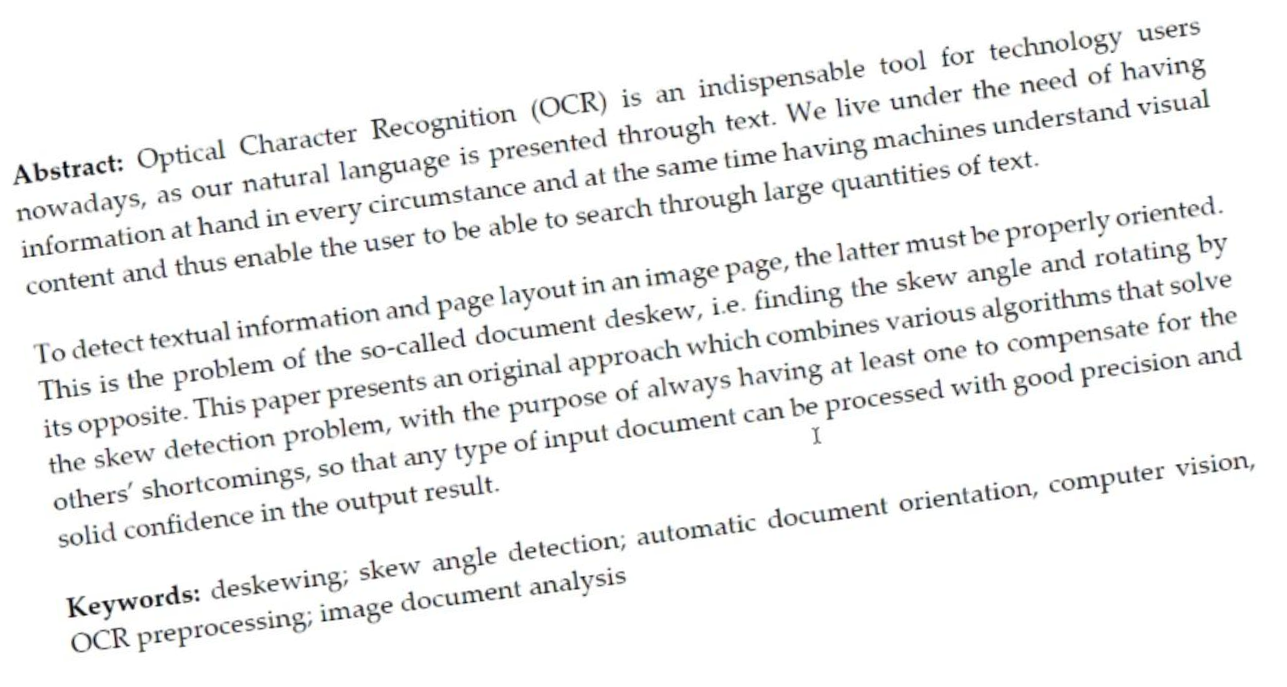 Abstract: Optical Character Recognition (OCR) is an indispensable tool for technology users
nowadays, as our natural language is presented through text. We live under the need of having
information at hand in every circumstance and at the same time having machines understand visual
content and thus enable the user to be able to search through large quantities of text.
To detect textual information and page layout in an image page, the latter must be properly oriented.
This is the problem of the so-called document deskew, i.e. finding the skew angle and rotating by
its opposite. This paper presents an original approach which combines various algorithms that solve
the skew detection problem, with the purpose of always having at least one to compensate for the
others’ shortcomings, so that any type of input document can be processed with good precision and
solid confidence in the output result.
Keywords: deskewing; skew angle detection; automatic document orientation, computer vision,
OCR preprocessing; image document analysis